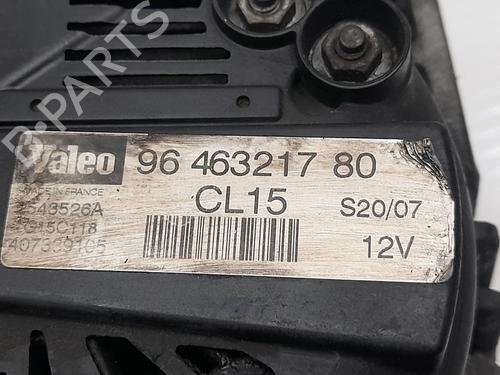 D-PARTS
Valeo
96 463217 80
MADE IN FRANCE
2543526A
CL15
S20/07
12V